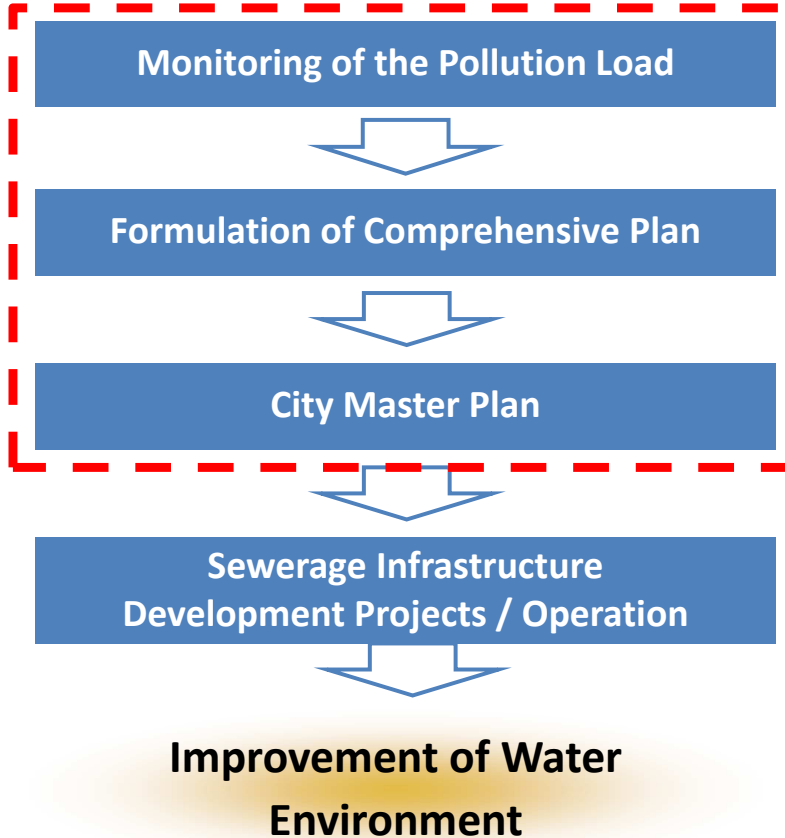 Monitoring of the Pollution Load
Formulation of Comprehensive Plan
City Master Plan
Sewerage Infrastructure
Development Projects / Operation
Improvement of Water
Environment